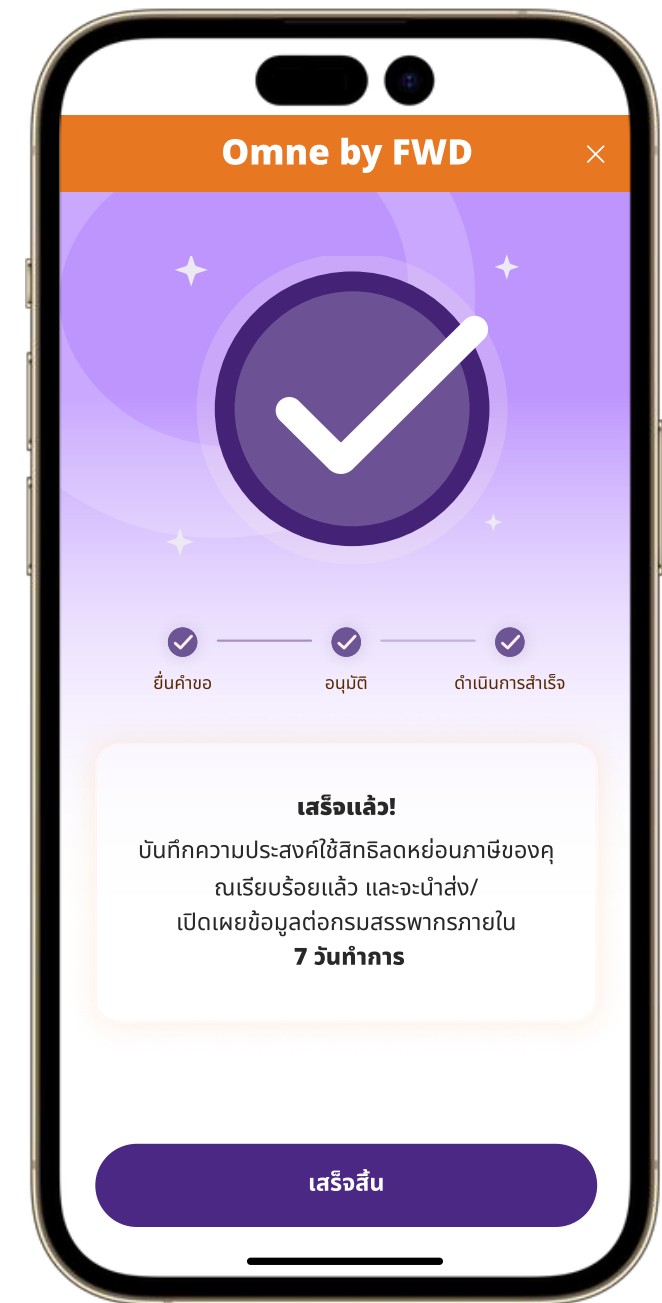 Omne by FWD
ยื่นคำขอ
อนุมัติ
ดำเนินการสำเร็จ
เสร็จแล้ว!
บันทึกความประสงค์ใช้สิทธิลดหย่อนภาษีของคุ
ณเรียบร้อยแล้ว และจะนำส่ง/
เปิดเผยข้อมูลต่อกรมสรรพากรภายใน
7 วันทำการ
เสร็จสิ้น